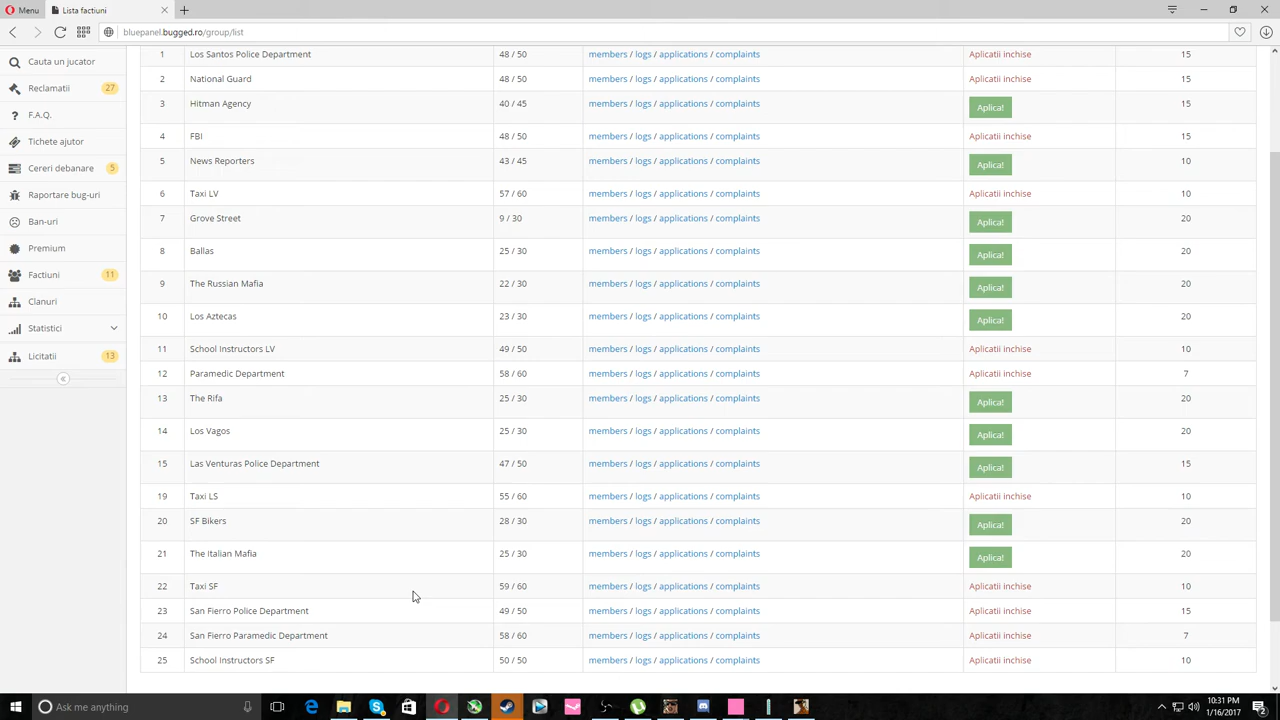 Menu Lista factiuni
bluepanel.bugged.ro/group/list
Cauta un jucator
Reclamatii 27
F.A.Q.
Tichete ajutor
Cereri debanare 5
Raportare bug-uri
Ban-uri
Premium
Factiuni 11
Clanuri
Statistici
Licitatii 13
1 Los Santos Police Department 48 / 50 members / logs / applications / complaints Aplicatii inchise 15
2 National Guard 48 / 50 members / logs / applications / complaints Aplicatii inchise 15
3 Hitman Agency 40 / 45 members / logs / applications / complaints Aplica! 15
4 FBI 48 / 50 members / logs / applications / complaints Aplicatii inchise 15
5 News Reporters 43 / 45 members / logs / applications / complaints Aplica! 10
6 Taxi LV 57 / 60 members / logs / applications / complaints Aplicatii inchise 10
7 Grove Street 9 / 30 members / logs / applications / complaints Aplica! 20
8 Ballas 25 / 30 members / logs / applications / complaints Aplica! 20
9 The Russian Mafia 22 / 30 members / logs / applications / complaints Aplica! 20
10 Los Aztecas 23 / 30 members / logs / applications / complaints Aplica! 20
11 School Instructors LV 49 / 50 members / logs / applications / complaints Aplicatii inchise 10
12 Paramedic Department 58 / 60 members / logs / applications / complaints Aplicatii inchise 7
13 The Rifa 25 / 30 members / logs / applications / complaints Aplica! 20
14 Los Vagos 25 / 30 members / logs / applications / complaints Aplica! 20
15 Las Venturas Police Department 47 / 50 members / logs / applications / complaints Aplica! 15
19 Taxi LS 55 / 60 members / logs / applications / complaints Aplicatii inchise 10
20 SF Bikers 28 / 30 members / logs / applications / complaints Aplica! 20
21 The Italian Mafia 25 / 30 members / logs / applications / complaints Aplica! 20
22 Taxi SF 59 / 60 members / logs / applications / complaints Aplicatii inchise 10
23 San Fierro Police Department 49 / 50 members / logs / applications / complaints Aplicatii inchise 15
24 San Fierro Paramedic Department 58 / 60 members / logs / applications / complaints Aplicatii inchise 7
25 School Instructors SF 50 / 50 members / logs / applications / complaints Aplicatii inchise 10
Ask me anything
10:31 PM
1/16/2017